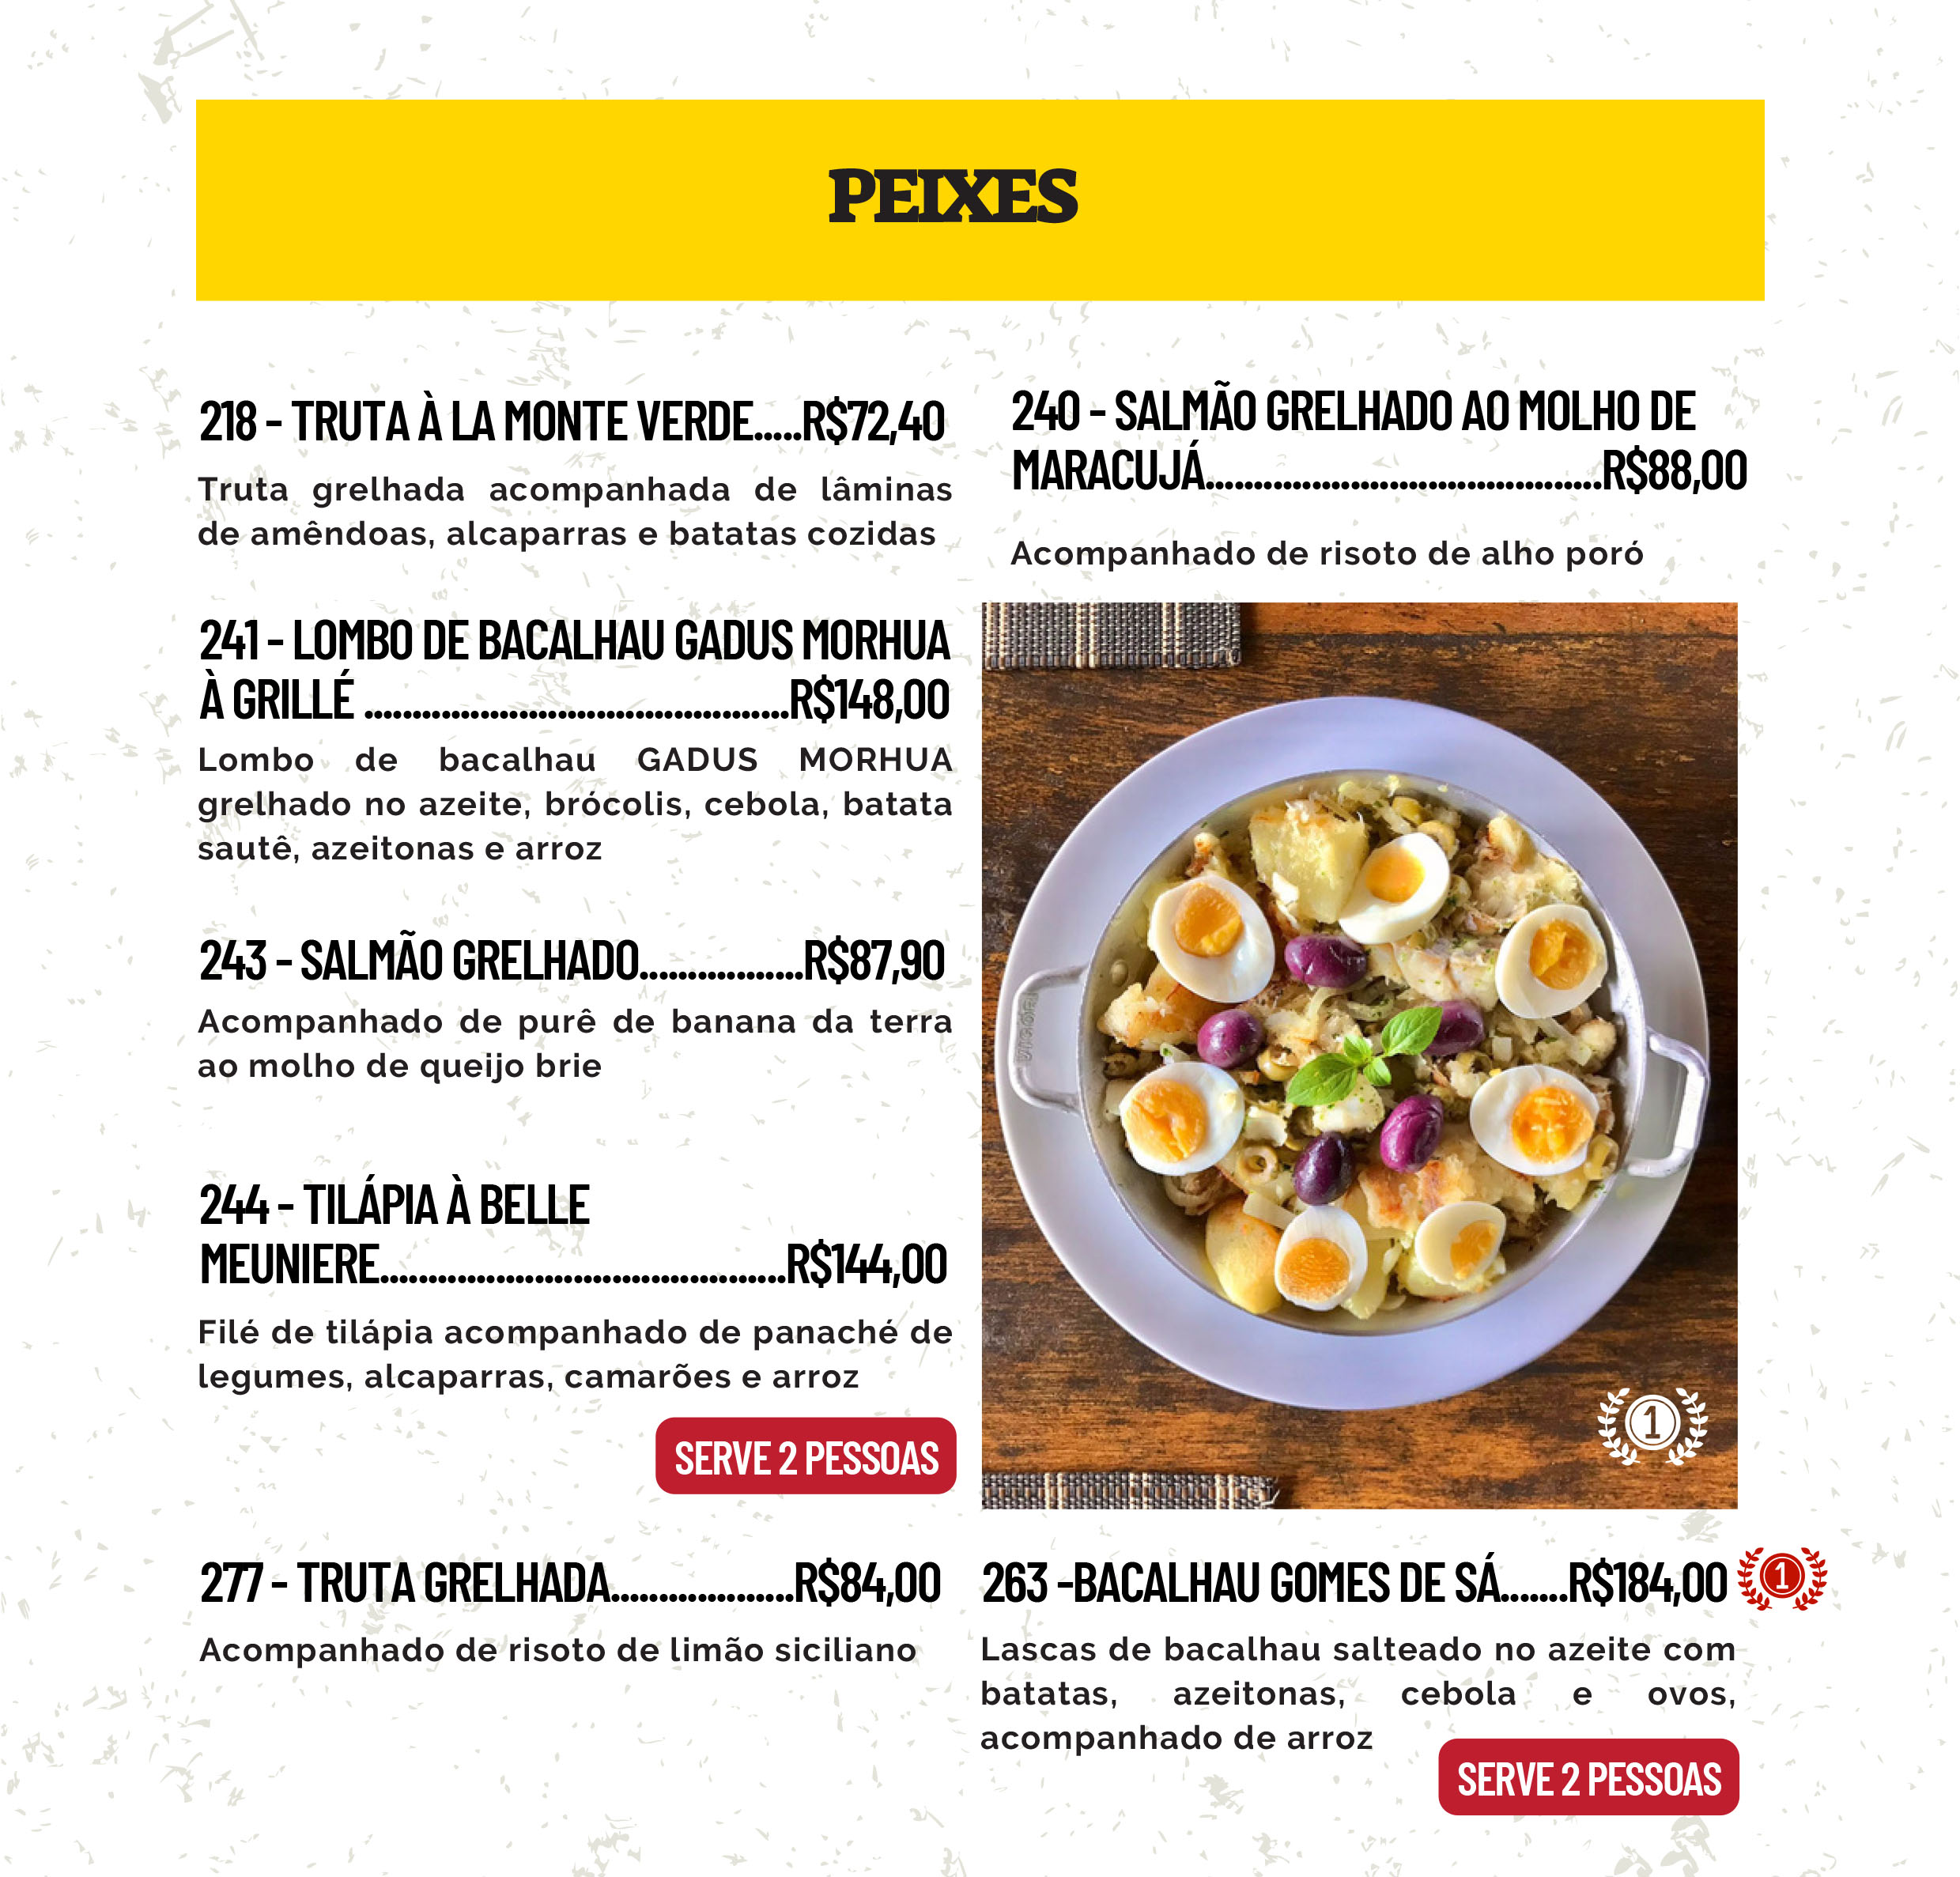 PEIXES
218 - TRUTA À LA MONTE VERDE.....R$72,40
Truta grelhada acompanhada de lâminas
de amêndoas, alcaparras e batatas cozidas
241 - LOMBO DE BACALHAU GADUS MORHUA
À GRILLÉ ............................................R$148,00
Lombo de bacalhau GADUS MORHUA
grelhado no azeite, brócolis, cebola, batata
sautê, azeitonas e arroz
243 - SALMÃO GRELHADO.................R$87,90
Acompanhado de purê de banana da terra
ao molho de queijo brie
244 - TILÁPIA À BELLE
MEUNIERE..........................................R$144,00
Filé de tilápia acompanhado de panaché de
legumes, alcaparras, camarões e arroz
SERVE 2 PESSOAS
277 - TRUTA GRELHADA...................R$84,00
Acompanhado de risoto de limão siciliano
240 - SALMÃO GRELHADO AO MOLHO DE
MARACUJÁ.........................................R$88,00
Acompanhado de risoto de alho poró
1
263 -BACALHAU GOMES DE SÁ.......R$184,00
1
Lascas de bacalhau salteado no azeite com
batatas, azeitonas, cebola e ovos,
acompanhado de arroz
SERVE 2 PESSOAS